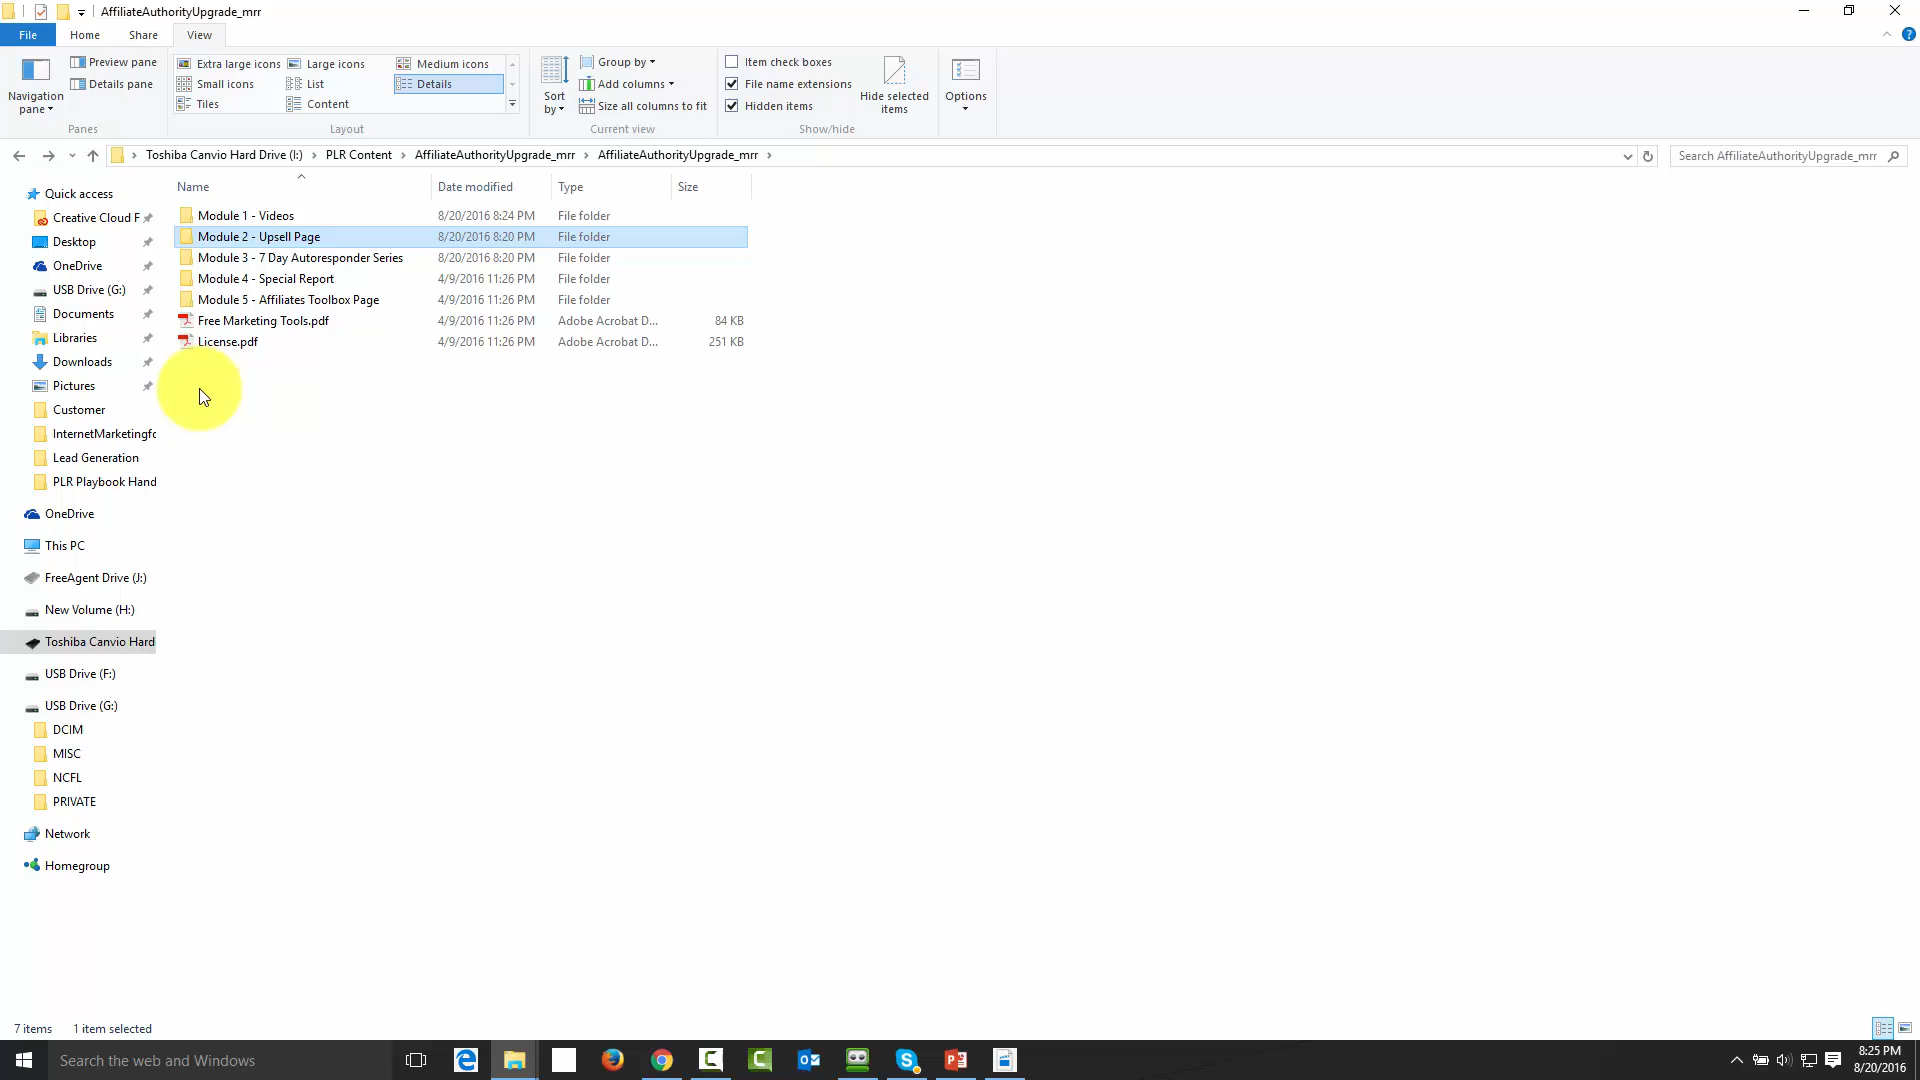 AffiliateAuthorityUpgrade_mrr
File Home Share View
Navigation pane
Preview pane
Details pane
Panes
Extra large icons Large icons Medium icons
Small icons List Details
Tiles Content
Layout
Sort by
Group by
Add columns
Size all columns to fit
Current view
Item check boxes
File name extensions
Hidden items
Hide selected items
Show/hide
Options
Toshiba Canvio Hard Drive (I:) > PLR Content > AffiliateAuthorityUpgrade_mrr > AffiliateAuthorityUpgrade_mrr >
Search AffiliateAuthorityUpgrade_mrr
Quick access
Creative Cloud F
Desktop
OneDrive
USB Drive (G:)
Documents
Libraries
Downloads
Pictures
Customer
InternetMarketingfo
Lead Generation
PLR Playbook Hand
OneDrive
This PC
FreeAgent Drive (J:)
New Volume (H:)
Toshiba Canvio Hard
USB Drive (F:)
USB Drive (G:)
DCIM
MISC
NCFL
PRIVATE
Network
Homegroup
Name Date modified Type Size
Module 1 - Videos 8/20/2016 8:24 PM File folder
Module 2 - Upsell Page 8/20/2016 8:20 PM File folder
Module 3 - 7 Day Autoresponder Series 8/20/2016 8:20 PM File folder
Module 4 - Special Report 4/9/2016 11:26 PM File folder
Module 5 - Affiliates Toolbox Page 4/9/2016 11:26 PM File folder
Free Marketing Tools.pdf 4/9/2016 11:26 PM Adobe Acrobat D... 84 KB
License.pdf 4/9/2016 11:26 PM Adobe Acrobat D... 251 KB
7 items 1 item selected
Search the web and Windows
8:25 PM
8/20/2016